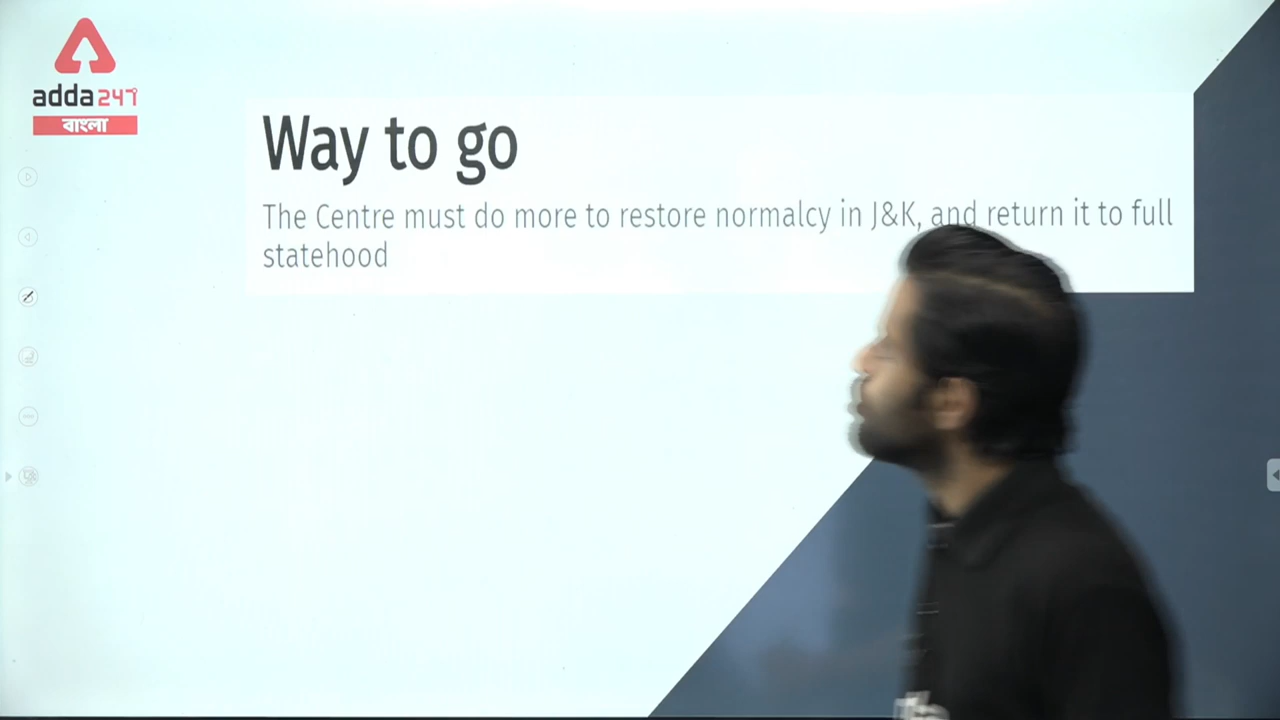 adda247
বাংলা
Way to go
The Centre must do more to restore normalcy in J&K, and return it to full
statehood